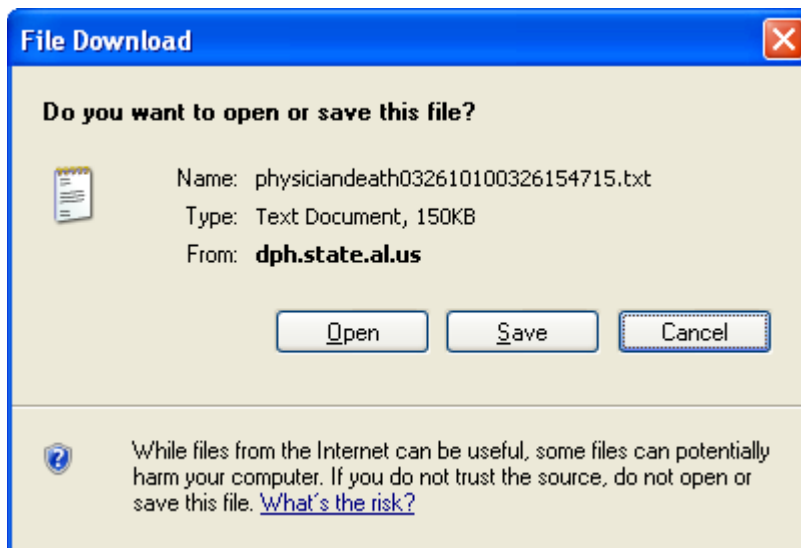 File Download
Do you want to open or save this file?
Name: physiciandeath032610100326154715.txt
Type: Text Document, 150KB
From: dph.state.al.us
Open Save Cancel
While files from the Internet can be useful, some files can potentially
harm your computer. If you do not trust the source, do not open or
save this file. What's the risk?